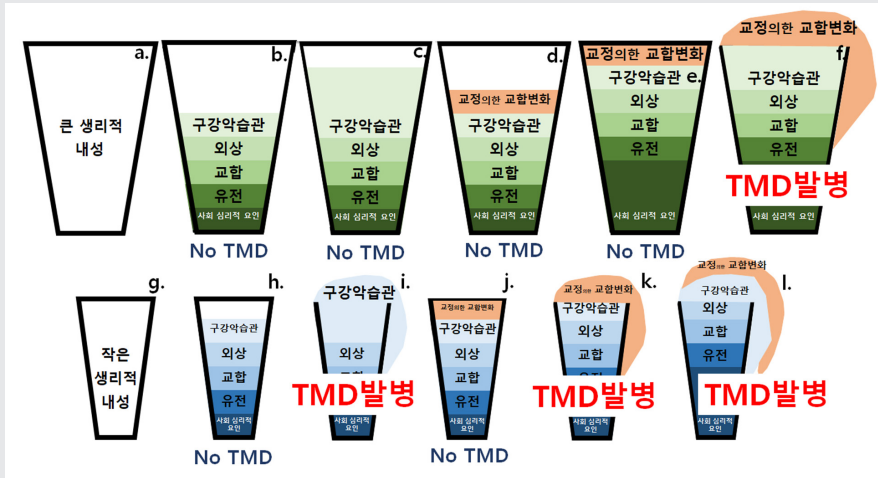 a.
큰 생리적
내성
b.
구강악습관
외상
교합
유전
사회 심리적 요인
No TMD
c.
구강악습관
외상
교합
유전
사회 심리적 요인
No TMD
d.
교정의한 교합변화
구강악습관
외상
교합
유전
사회 심리적 요인
No TMD
교정의한 교합변화
구강악습관 e.
외상
교합
유전
사회 심리적 요인
No TMD
교정의한 교합변화
f.
구강악습관
외상
교합
유전
TMD발병
사회 심리적 요인
g.
작은
생리적
내성
h.
구강악습관
외상
교합
유전
사회 심리적
요인
No TMD
i.
구강악습관
외상
TMD발병
사회 심리적
요인
j.
교정의한 교합변화
구강악습관
외상
교합
유전
사회 심리적
요인
No TMD
k.
교정의한 교합변화
구강악습관
외상
교합
TMD발병
사회 심리적
요인
교정의한 교합변화
l.
구강악습관
외상
교합
유전
TMD발병
사회 심리적
요인